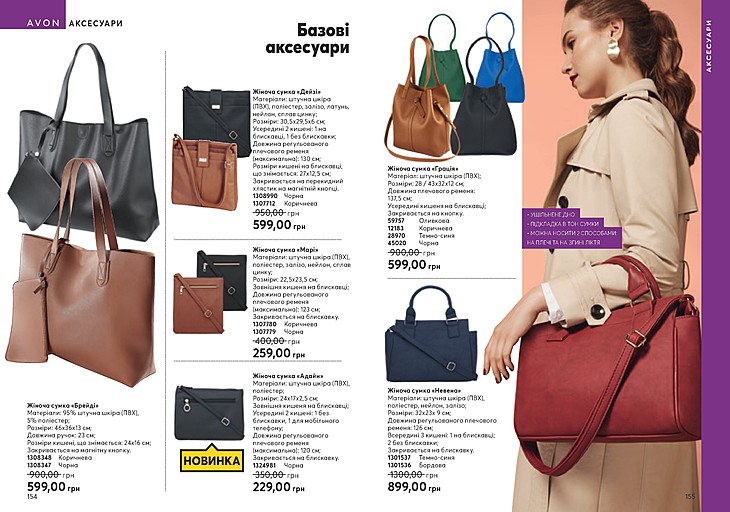 AVON АКСЕСУАРИ
Базові
аксесуари
Жіноча сумка «Брейді»
Матеріали: 95% штучна шкіра (ПВХ),
5% поліестер;
Розміри: 46х36х13 см;
Довжина ручок: 23 см;
Розміри кишені, що знімається: 24х16 см;
Закривається на магнітну кнопку.
1308348 Коричнева
1308347 Чорна
900,00 грн
599,00 грн
154
Жіноча сумка «Дейзі»
Матеріали: штучна шкіра
(ПВХ), поліестер, залізо, латунь,
нейлон, сплав цинку;
Розміри: 30,5х29,5х6 см;
Усередині 2 кишені: 1 на
блискавці, 1 без блискавки;
Довжина регульованого
плечового ременя
(максимальна): 130 см;
Розміри кишені на блискавці,
що знімається: 27х12,5 см;
Закривається на перекидний
хлястик на магнітній кнопці.
1308990 Чорна
1307712 Коричнева
950,00 грн
599,00 грн
Жіноча сумка «Марі»
Матеріали: штучна шкіра (ПВХ),
поліестер, залізо, нейлон, сплав
цинку;
Розміри: 22,5х23,5 см;
Зовнішня кишеня на блискавці;
Довжина регульованого
плечового ременя
(максимальна): 123 см;
Закривається на блискавку.
1307780 Коричнева
1307779 Чорна
400,00 грн
259,00 грн
НОВИНКА
Жіноча сумка «Адайн»
Матеріали: штучна шкіра (ПВХ),
поліестер;
Розміри: 24х17х2,5 см;
Зовнішня кишеня на блискавці;
Усередині 2 кишені: 1 без
блискавки, 1 для мобільного
телефону;
Довжина регульованого
плечового ременя
(максимальна): 120 см;
Закривається на блискавку.
1324981 Чорна
350,00 грн
229,00 грн
Жіноча сумка «Грація»
Матеріал: штучна шкіра (ПВХ);
Розміри: 28 / 43х32х12 см;
Довжина плечового ременя:
137,5 см;
Усередині кишеня на блискавці;
Закривається на кнопку.
59757 Оливкова
12183 Коричнева
28970 Темно-синя
45020 Чорна
900,00 грн
599,00 грн
Жіноча сумка «Невена»
Матеріали: штучна шкіра (ПВХ),
поліестер, нейлон, залізо;
Розміри: 32х23х 9 см;
Довжина регульованого плечового
ременя: 126 см;
Всередині 3 кишені: 1 на блискавці;
2 без блискавки;
Закривається на блискавку.
1301537 Темно-синя
1301536 Бордова
1300,00 грн
899,00 грн
- УЩІЛЬНЕНЕ ДНО
- ПІДКЛАДКА В ТОН СУМКИ
- МОЖНА НОСИТИ 2 СПОСОБАМИ
НА ПЛЕЧІ ТА НА ЗГИНІ ЛІКТЯ
АКСЕСУАРИ
155